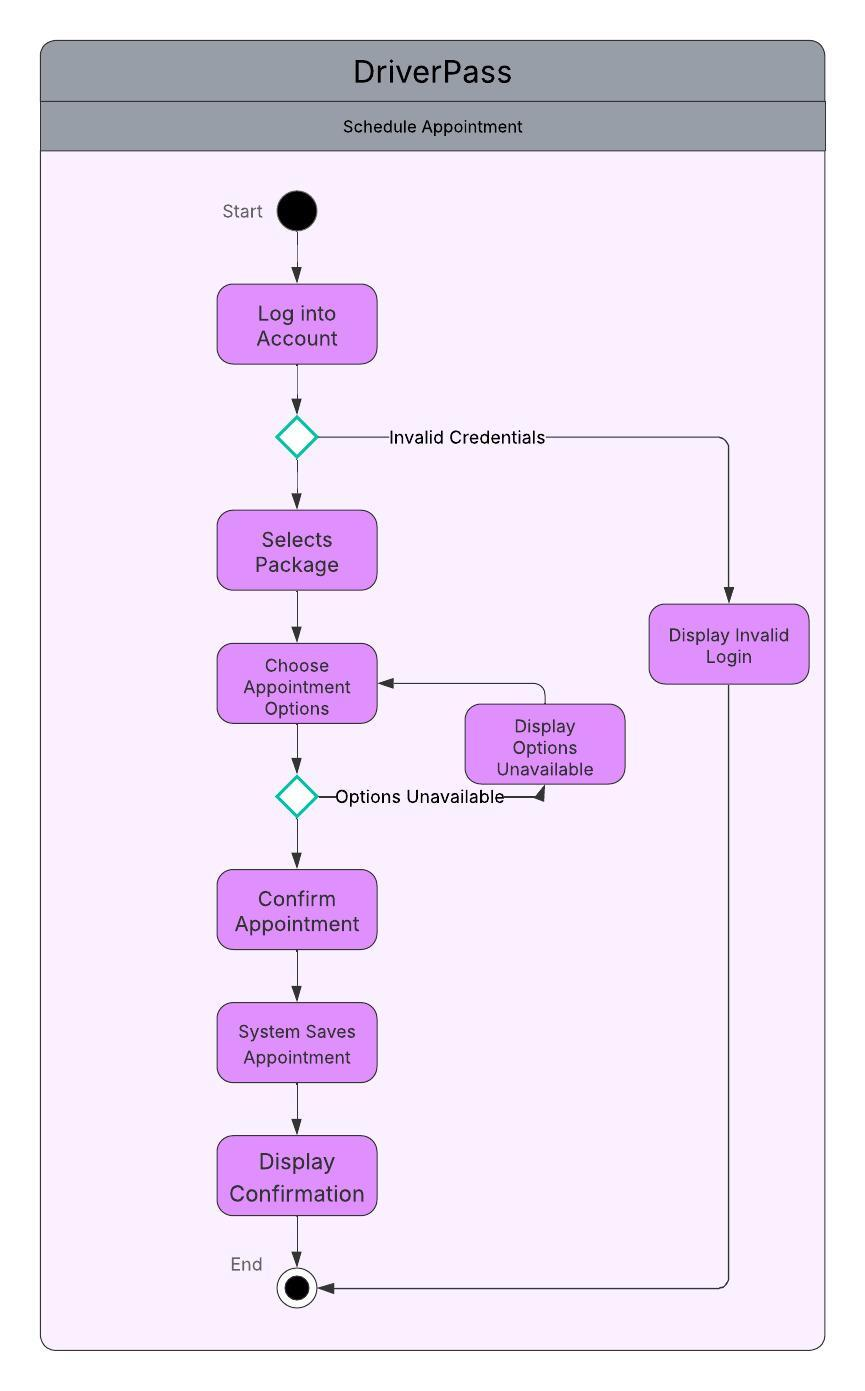 DriverPass
Schedule Appointment
Start
Log into
Account
Invalid Credentials
Selects
Package
Display Invalid
Login
Choose
Appointment
Options
Display
Options
Unavailable
Options Unavailable
Confirm
Appointment
System Saves
Appointment
Display
Confirmation
End